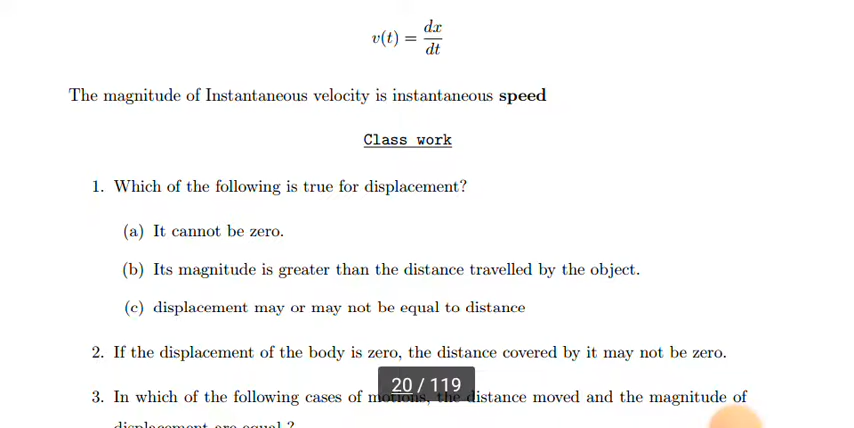 v(t) = dx/dt
The magnitude of Instantaneous velocity is instantaneous speed
Class work
1. Which of the following is true for displacement?
(a) It cannot be zero.
(b) Its magnitude is greater than the distance travelled by the object.
(c) displacement may or may not be equal to distance
2. If the displacement of the body is zero, the distance covered by it may not be zero.
20 / 119
3. In which of the following cases of motions, the distance moved and the magnitude of
displacement are equal ?